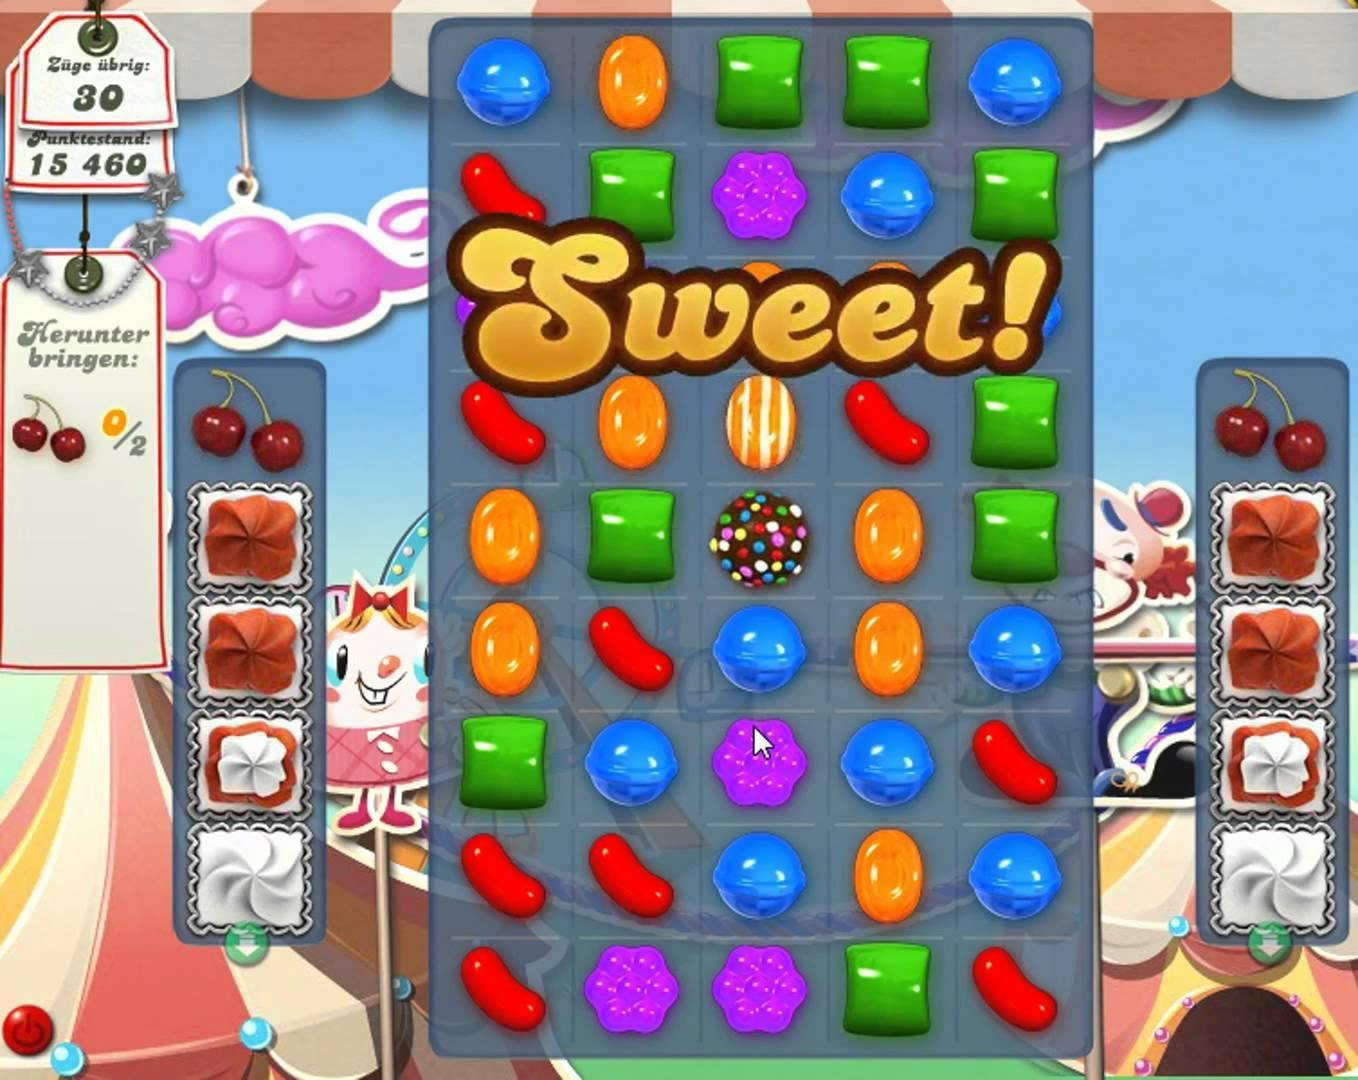 Züge übrig:
30
Punktestand:
15 460
Herunter
bringen:
0/2
Sweet!